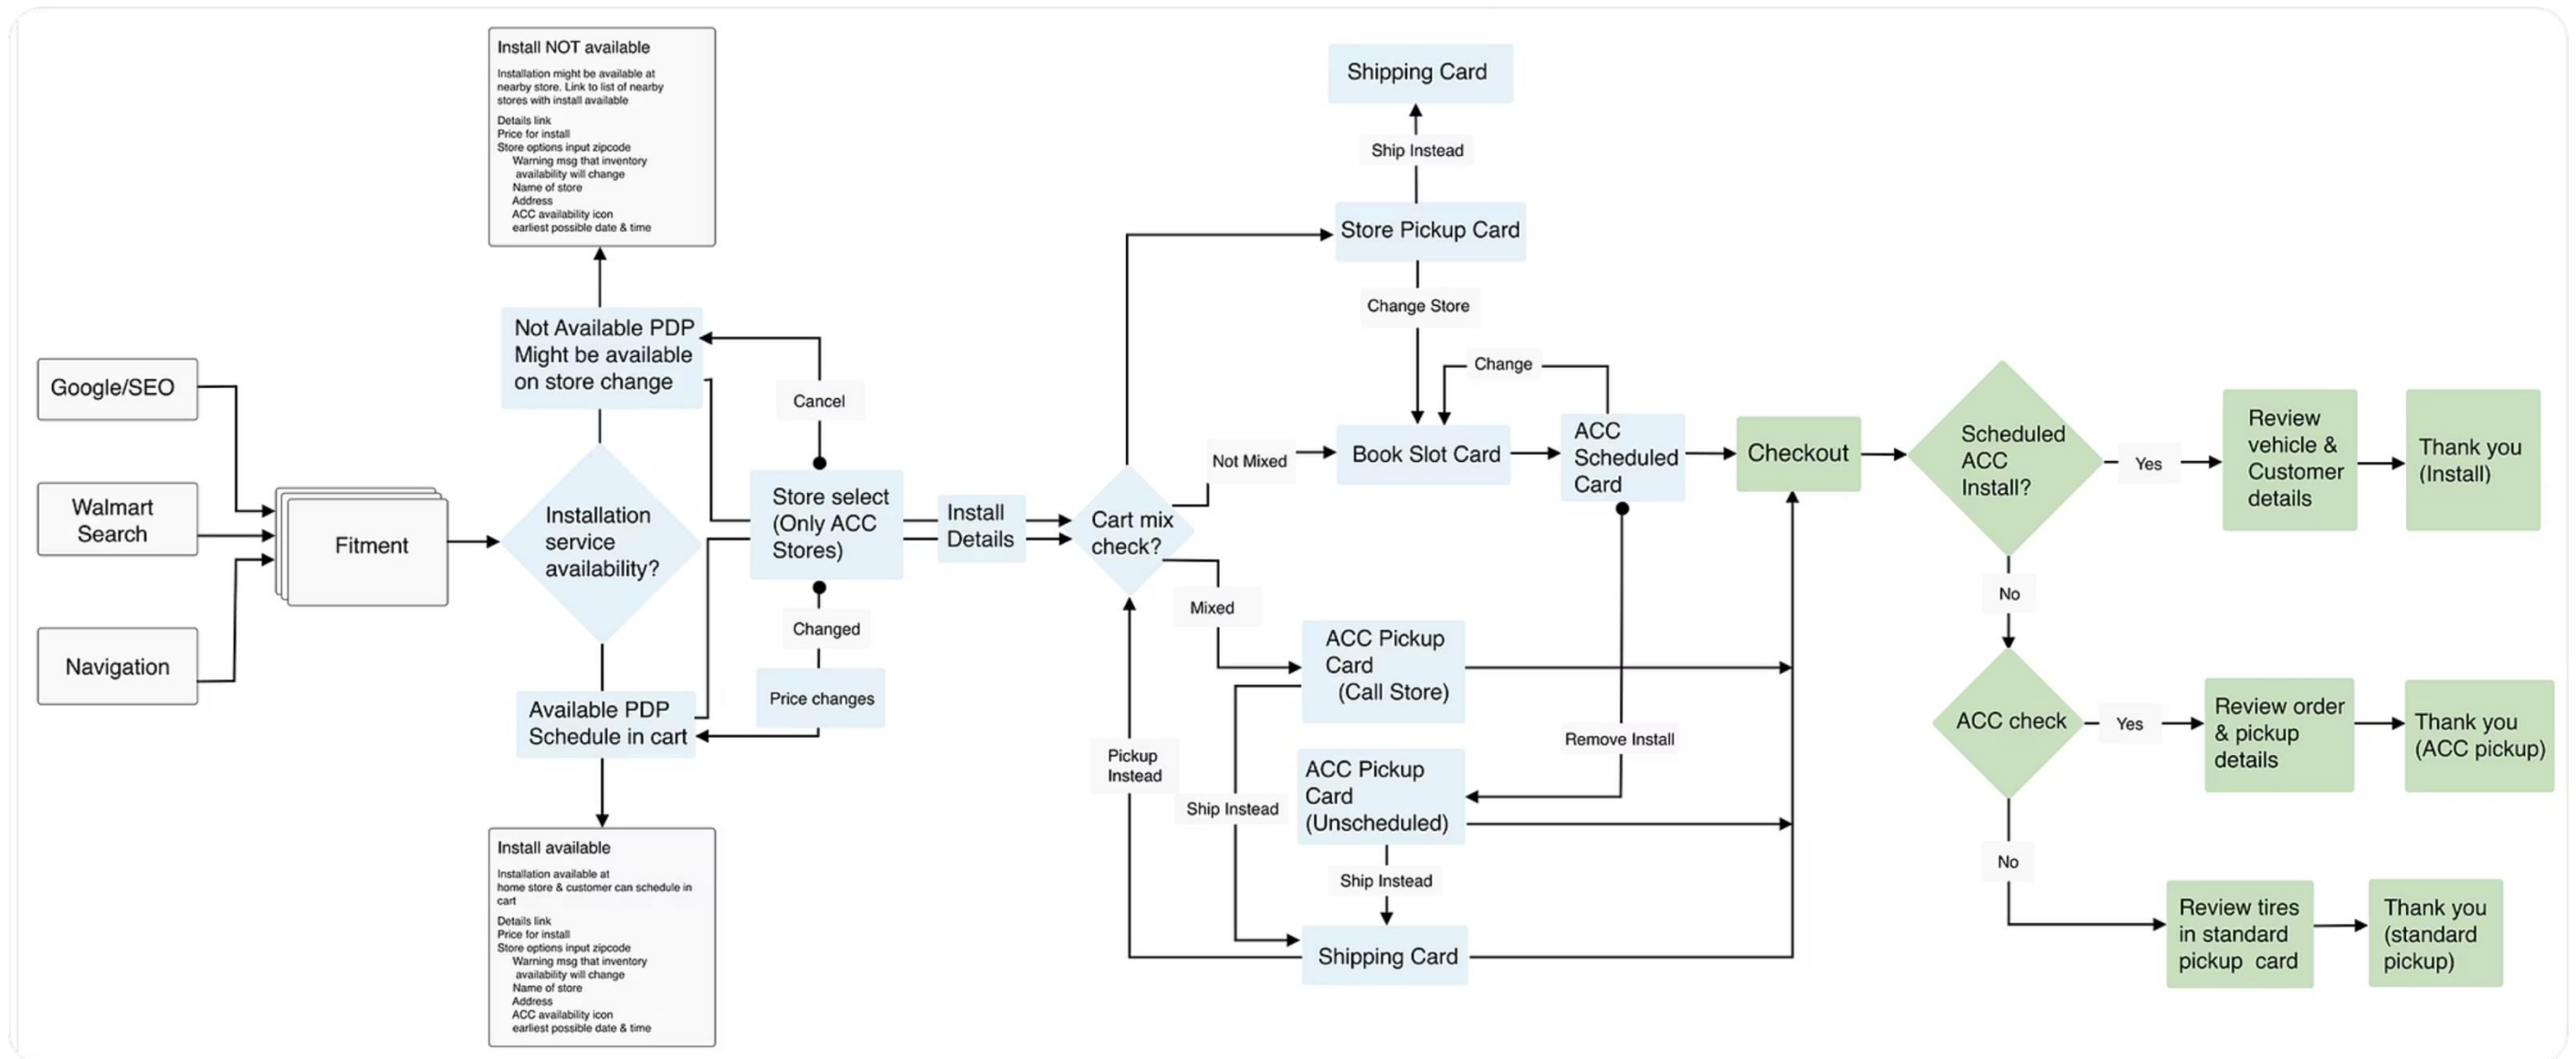 Install NOT available
Installation might be available at
nearby store. Link to list of nearby
stores with install available
Details link
Price for install
Store options input zipcode
Warning msg that inventory
availability will change
Name of store
Address
ACC availability icon
earliest possible date & time
Not Available PDP
Might be available
on store change
Google/SEO
Walmart
Search
Navigation
Fitment
Installation
service
availability?
Available PDP
Schedule in cart
Install available
Installation available at
home store & customer can schedule in
cart
Details link
Price for install
Store options input zipcode
Warning msg that inventory
availability will change
Name of store
Address
ACC availability icon
earliest possible date & time
Cancel
Store select
(Only ACC
Stores)
Changed
Price changes
Install
Details
Cart mix
check?
Shipping Card
Ship Instead
Store Pickup Card
Change Store
Change
Not Mixed
Book Slot Card
ACC
Scheduled
Card
Mixed
ACC Pickup
Card
(Call Store)
Pickup
Instead
Ship Instead
ACC Pickup
Card
(Unscheduled)
Remove Install
Ship Instead
Shipping Card
Checkout
Scheduled
ACC
Install?
Yes
Review
vehicle &
Customer
details
Thank you
(Install)
No
ACC check
Yes
Review order
& pickup
details
Thank you
(ACC pickup)
No
Review tires
in standard
pickup card
Thank you
(standard
pickup)